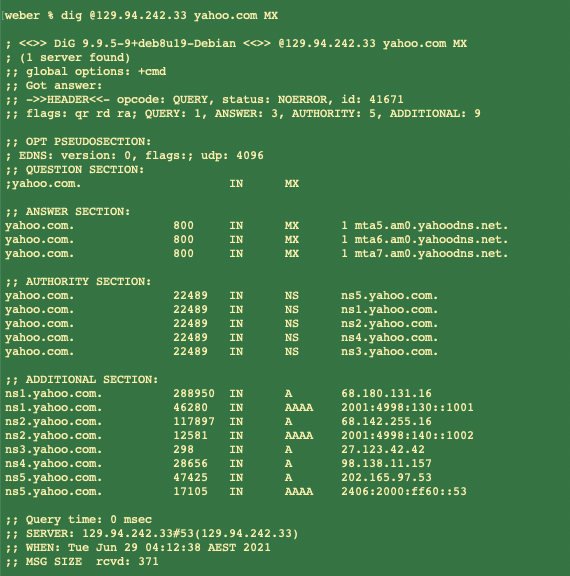 weber % dig @129.94.242.33 yahoo.com MX
; <<>> DiG 9.9.5-9+deb8u19-Debian <<>> @129.94.242.33 yahoo.com MX
; (1 server found)
;; global options: +cmd
;; Got answer:
;; ->>HEADER<<- opcode: QUERY, status: NOERROR, id: 41671
;; flags: qr rd ra; QUERY: 1, ANSWER: 3, AUTHORITY: 5, ADDITIONAL: 9
;; OPT PSEUDOSECTION:
; EDNS: version: 0, flags:; udp: 4096
;; QUESTION SECTION:
;yahoo.com. IN MX
;; ANSWER SECTION:
yahoo.com. 800 IN MX 1 mta5.am0.yahoodns.net.
yahoo.com. 800 IN MX 1 mta6.am0.yahoodns.net.
yahoo.com. 800 IN MX 1 mta7.am0.yahoodns.net.
;; AUTHORITY SECTION:
yahoo.com. 22489 IN NS ns5.yahoo.com.
yahoo.com. 22489 IN NS ns1.yahoo.com.
yahoo.com. 22489 IN NS ns2.yahoo.com.
yahoo.com. 22489 IN NS ns4.yahoo.com.
yahoo.com. 22489 IN NS ns3.yahoo.com.
;; ADDITIONAL SECTION:
ns1.yahoo.com. 288950 IN A 68.180.131.16
ns1.yahoo.com. 46280 IN AAAA 2001:4998:130::1001
ns2.yahoo.com. 117897 IN A 68.142.255.16
ns2.yahoo.com. 12581 IN AAAA 2001:4998:140::1002
ns3.yahoo.com. 298 IN A 27.123.42.42
ns4.yahoo.com. 28656 IN A 98.138.11.157
ns5.yahoo.com. 47425 IN A 202.165.97.53
ns5.yahoo.com. 17105 IN AAAA 2406:2000:ff60::53
;; Query time: 0 msec
;; SERVER: 129.94.242.33#53(129.94.242.33)
;; WHEN: Tue Jun 29 04:12:38 AEST 2021
;; MSG SIZE rcvd: 371